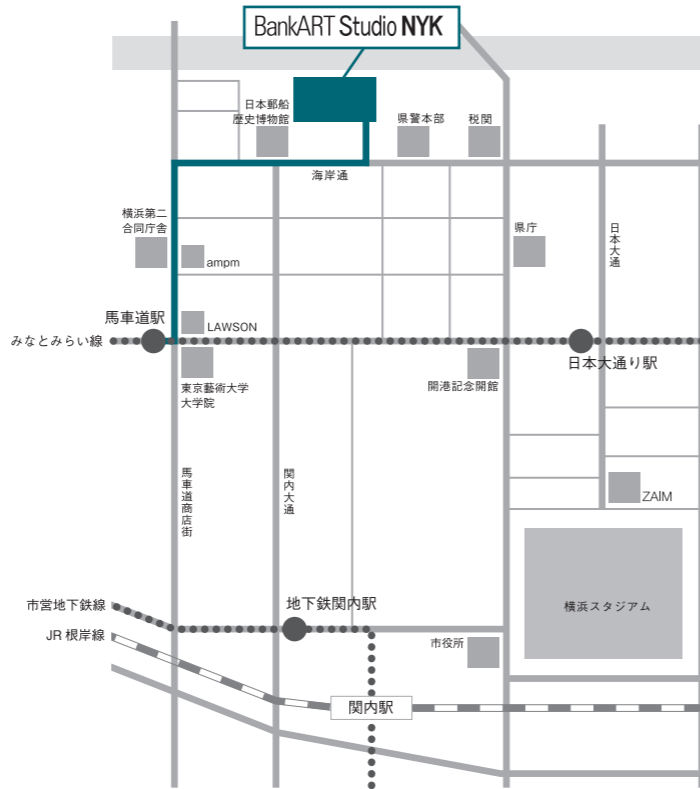 BankART Studio NYK
日本郵船
歴史博物館
県警本部
税関
海岸通
横浜第二
合同庁舎
ampm
県庁
日本大通
馬車道駅
LAWSON
みなとみらい線
日本大通り駅
東京藝術大学
大学院
開港記念開館
馬車道商店街
関内大通
ZAIM
市営地下鉄線
地下鉄関内駅
横浜スタジアム
JR 根岸線
市役所
関内駅